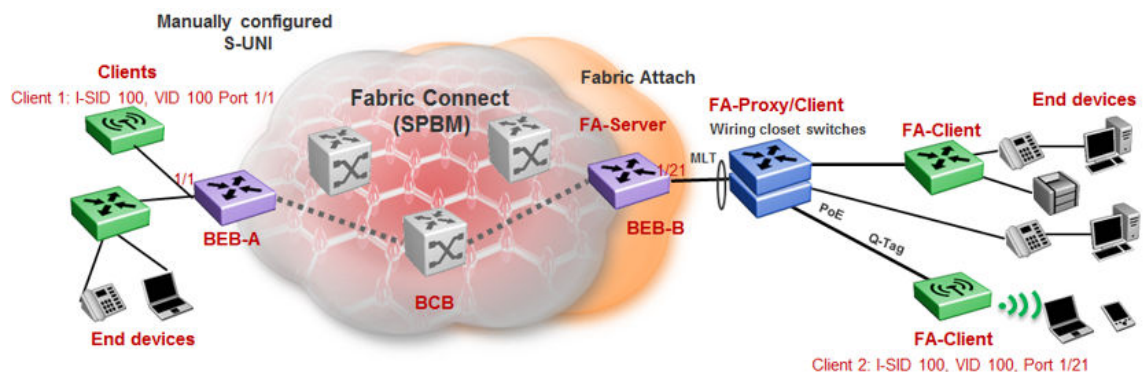 Manually configured
S-UNI
Clients
Client 1: I-SID 100, VID 100 Port 1/1
Fabric Connect
(SPBM)
Fabric Attach
FA-Server
FA-Proxy/Client
Wiring closet switches
End devices
FA-Client
MLT
1/1
1/21
BEB-A
BEB-B
PoE
Q-Tag
BCB
End devices
FA-Client
Client 2: I-SID 100, VID 100, Port 1/21